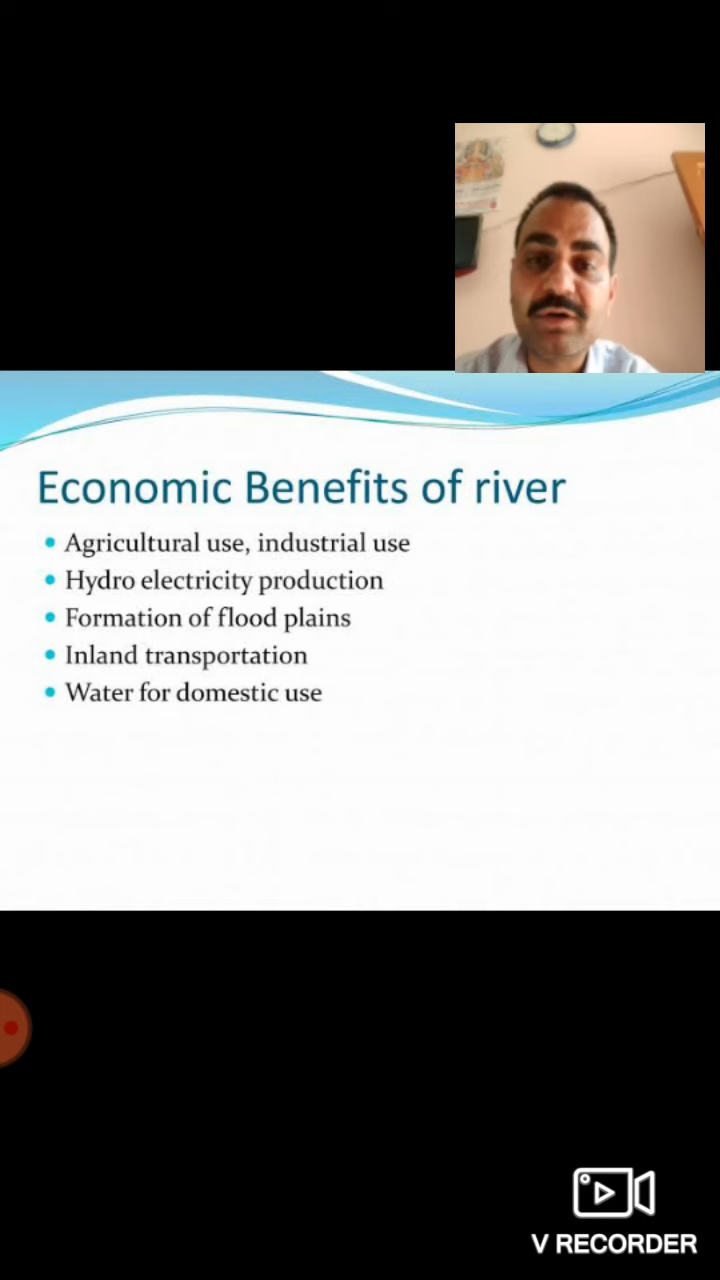 Economic Benefits of river
Agricultural use, industrial use
Hydro electricity production
Formation of flood plains
Inland transportation
Water for domestic use
V RECORDER